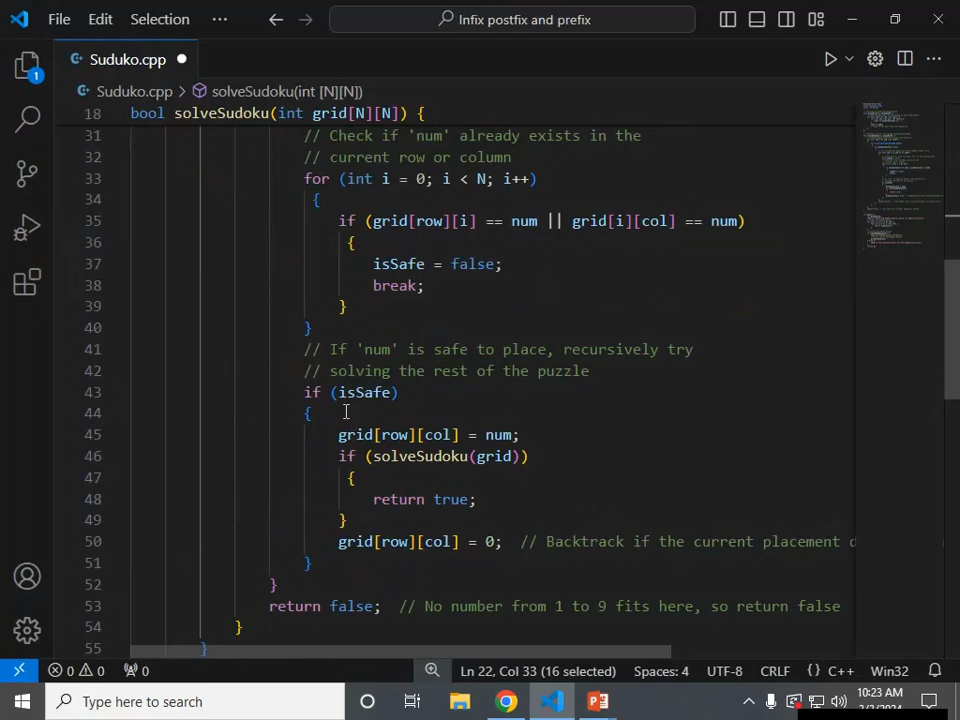 File Edit Selection ··· Infix postfix and prefix
Suduko.cpp
Suduko.cpp > solveSudoku(int [N][N])
18 bool solveSudoku(int grid[N][N]) {
31 // Check if 'num' already exists in the
32 // current row or column
33 for (int i = 0; i < N; i++)
34 {
35 if (grid[row][i] == num || grid[i][col] == num)
36 {
37 isSafe = false;
38 break;
39 }
40 }
41 // If 'num' is safe to place, recursively try
42 // solving the rest of the puzzle
43 if (isSafe)
44 {
45 grid[row][col] = num;
46 if (solveSudoku(grid))
47 {
48 return true;
49 }
50 grid[row][col] = 0; // Backtrack if the current placement d
51 }
52 }
53 return false; // No number from 1 to 9 fits here, so return false
54 }
55 }
0 0 0 Ln 22, Col 33 (16 selected) Spaces: 4 UTF-8 CRLF {} C++ Win32
Type here to search 10:23 AM